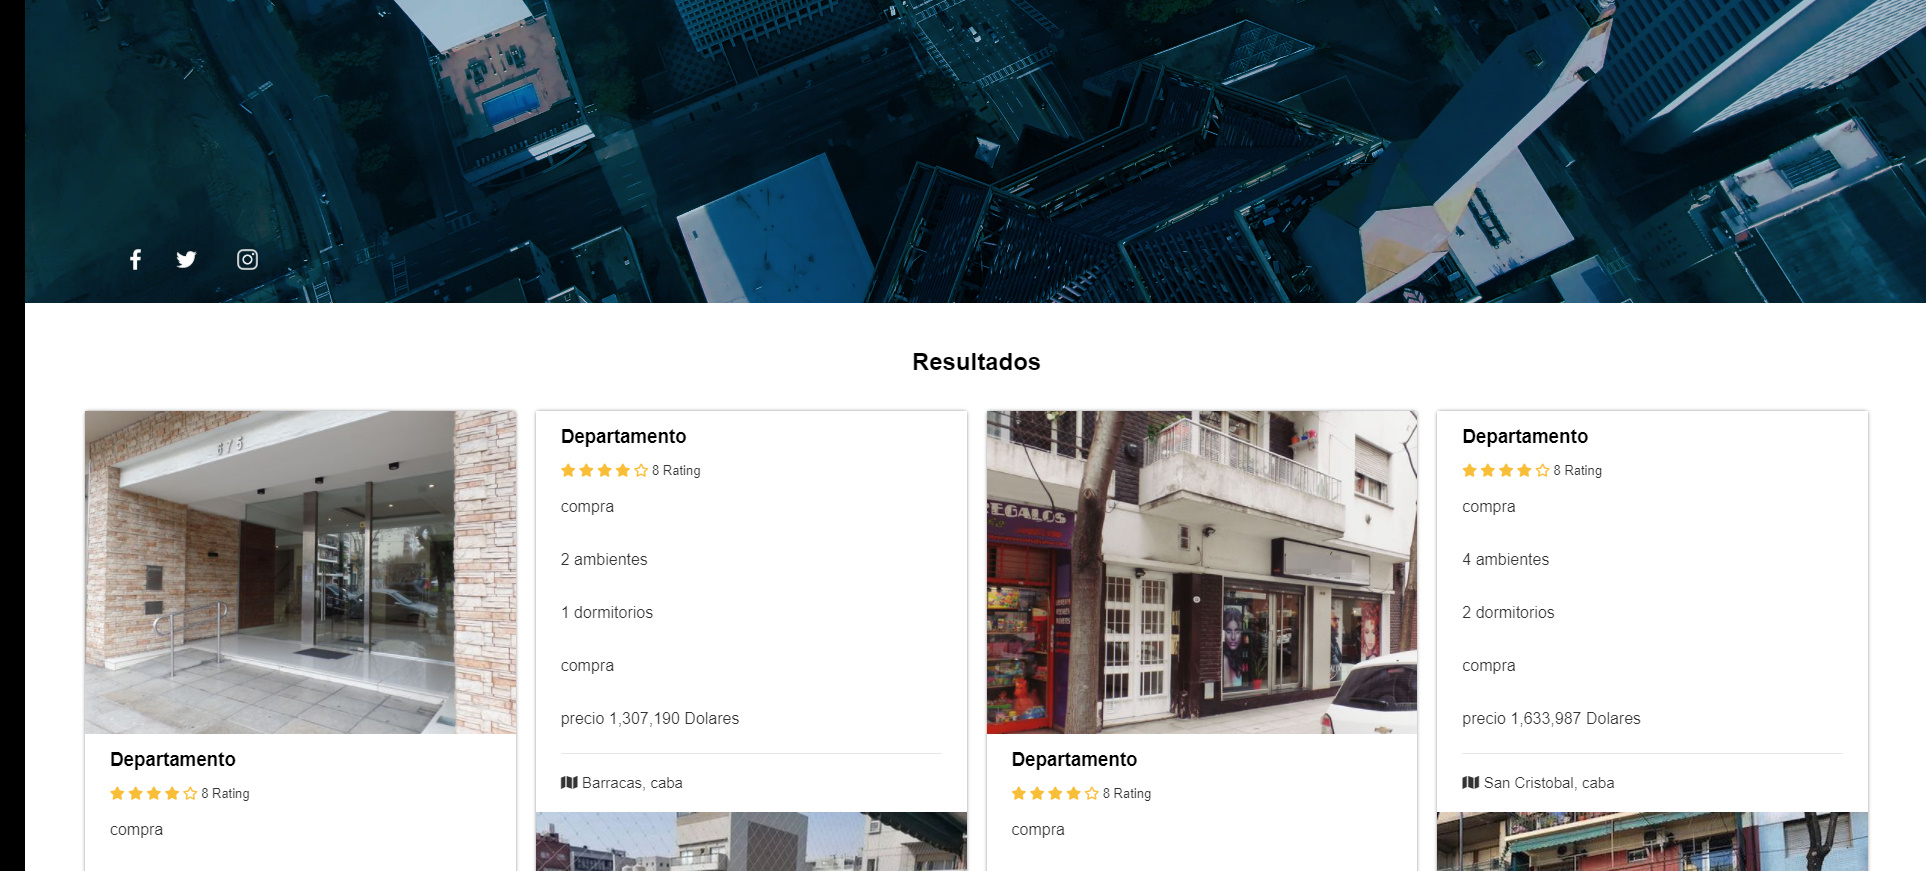 Resultados
675
Departamento
8 Rating
compra
Departamento
8 Rating
compra
2 ambientes
1 dormitorios
compra
precio 1,307,190 Dolares
Barracas, caba
REGALOS
Departamento
8 Rating
compra
Departamento
8 Rating
compra
4 ambientes
2 dormitorios
compra
precio 1,633,987 Dolares
San Cristobal, caba